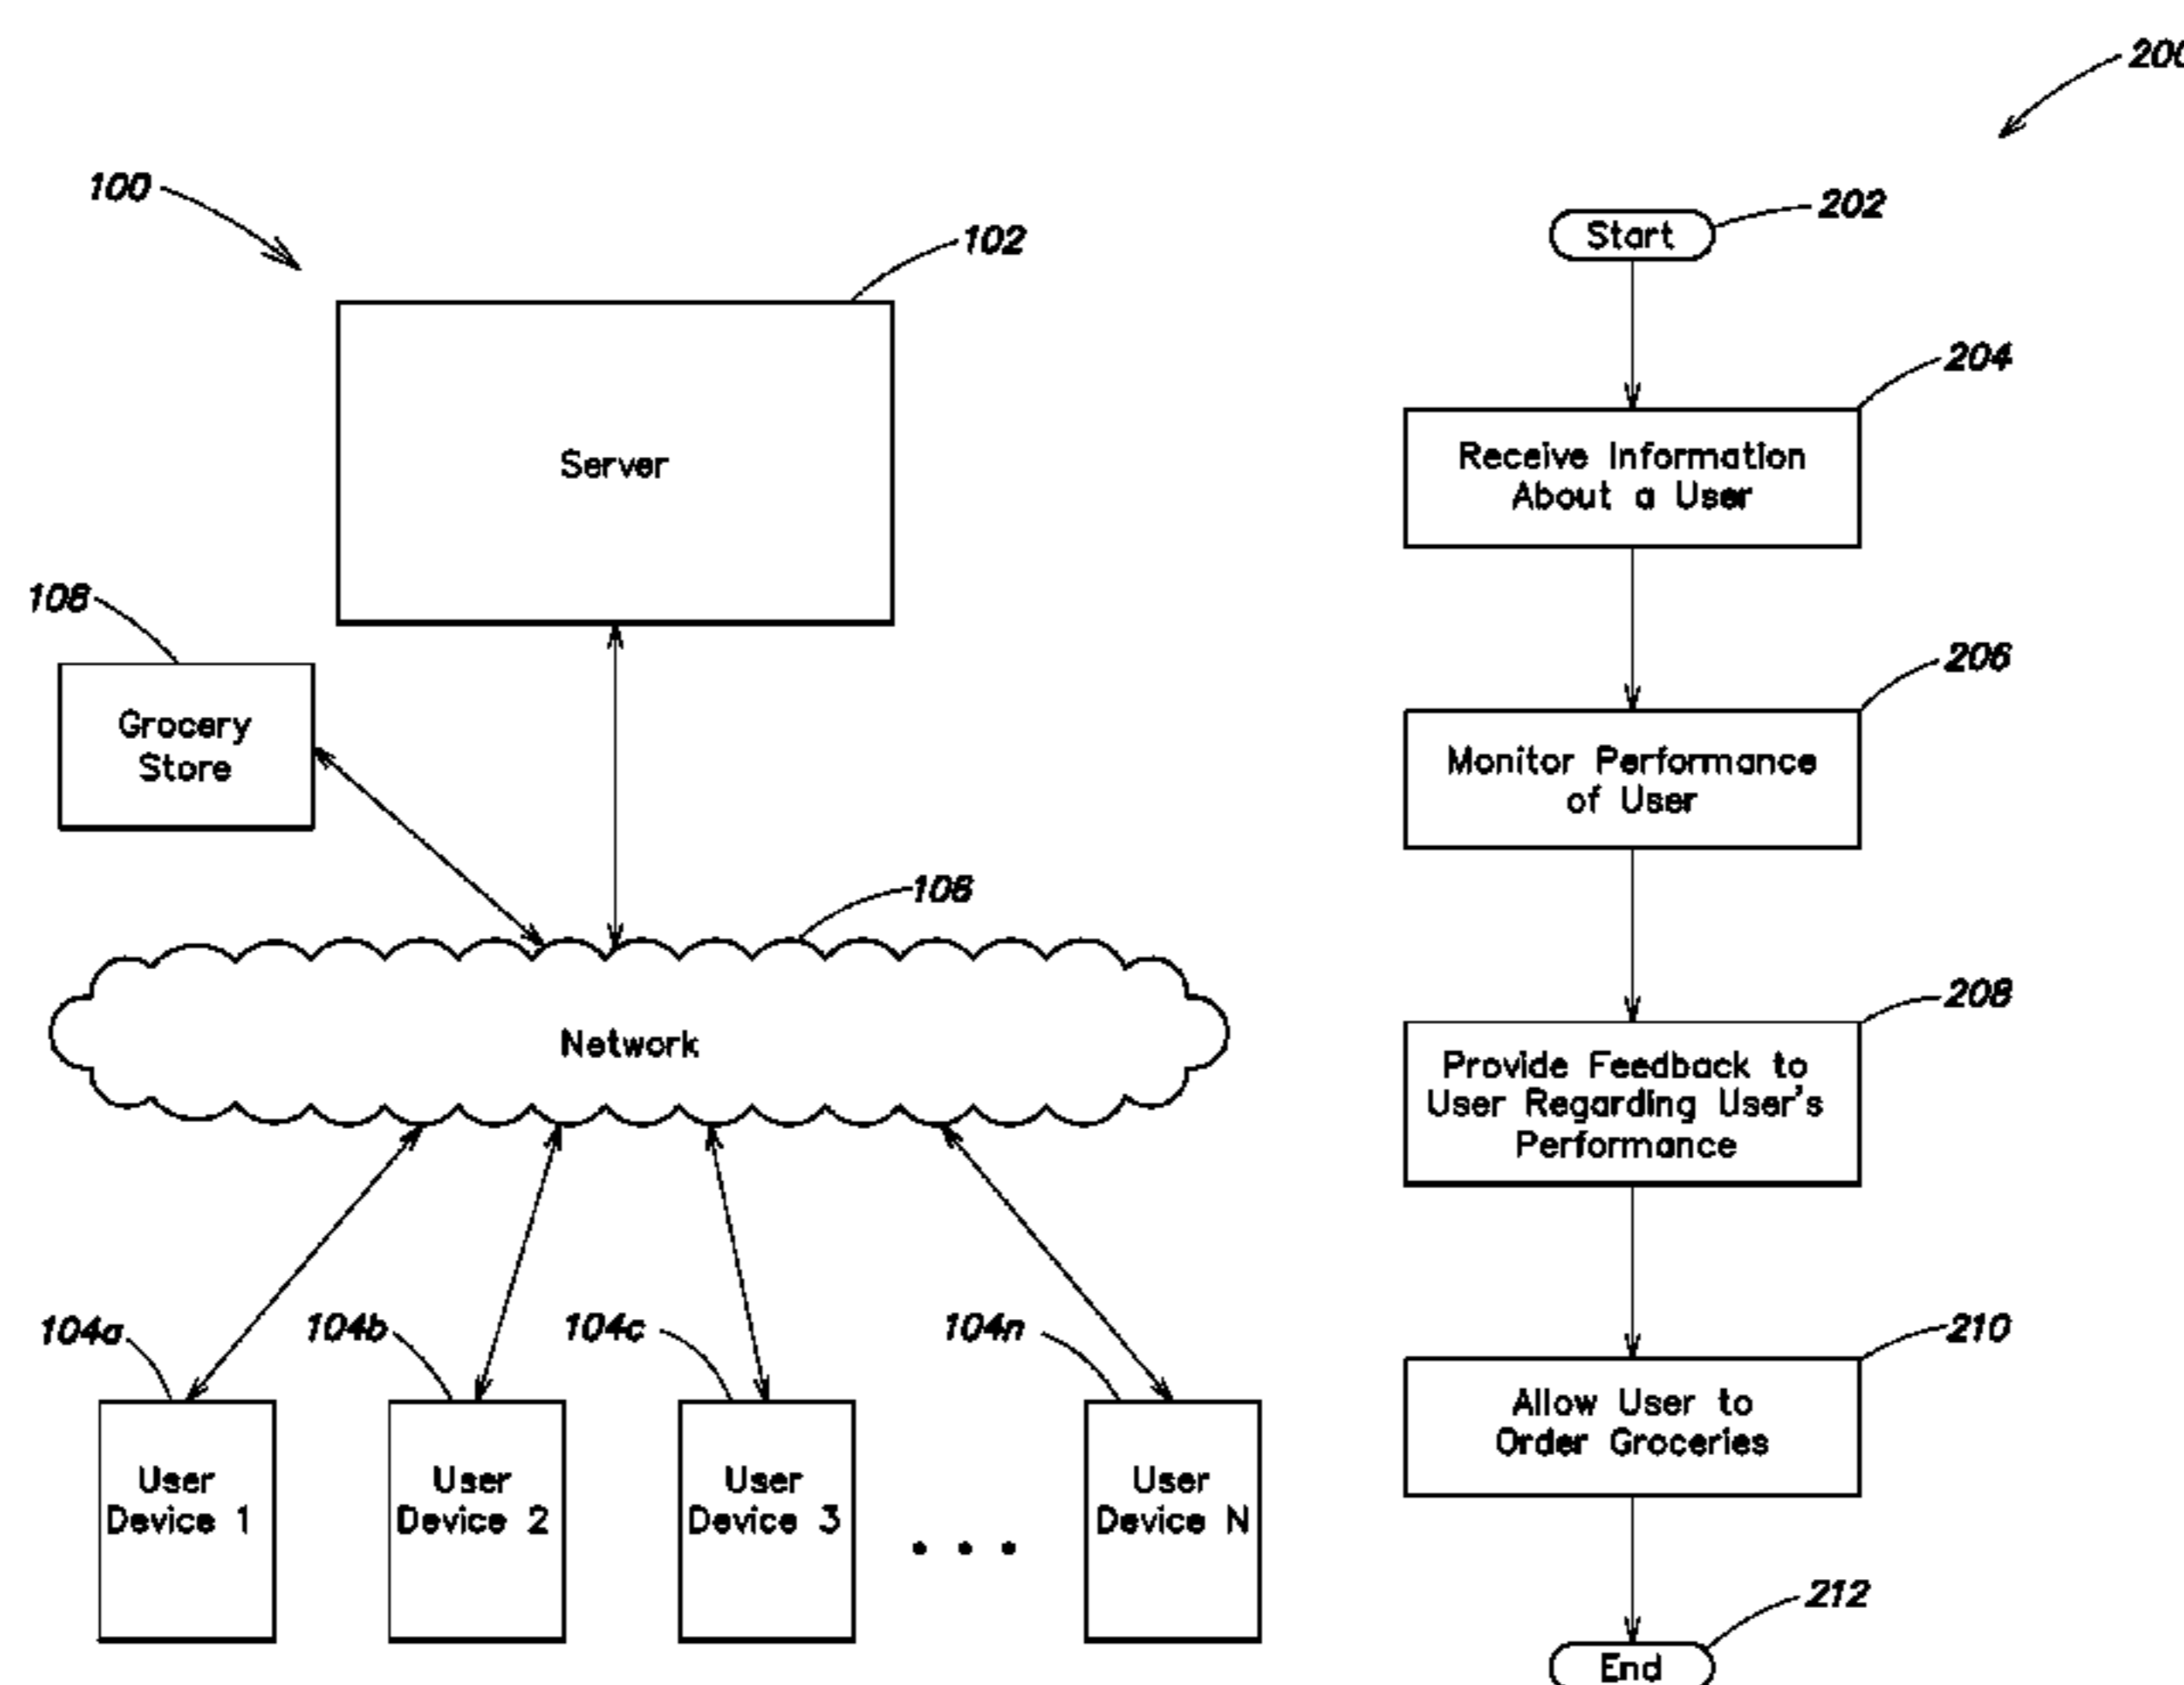 100
102
Server
108
Grocery
Store
106
Network
104a
104b
104c
104n
User
Device 1
User
Device 2
User
Device 3
. . .
User
Device N
200
Start
202
204
Receive Information
About a User
206
Monitor Performance
of User
208
Provide Feedback to
User Regarding User's
Performance
210
Allow User to
Order Groceries
212
End